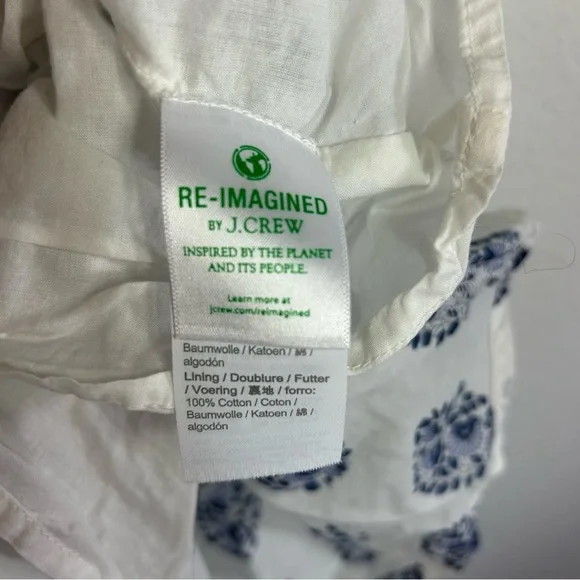 RE-IMAGINED
BY J.CREW
INSPIRED BY THE PLANET
AND ITS PEOPLE.
Learn more at
jcrew.com/reimagined
Baumwolle / Katoen / 綿 /
algodón
Lining / Doublure / Futter
/ Voering / 裏地 / forro:
100% Cotton / Coton /
Baumwolle / Katoen / 綿 /
algodón